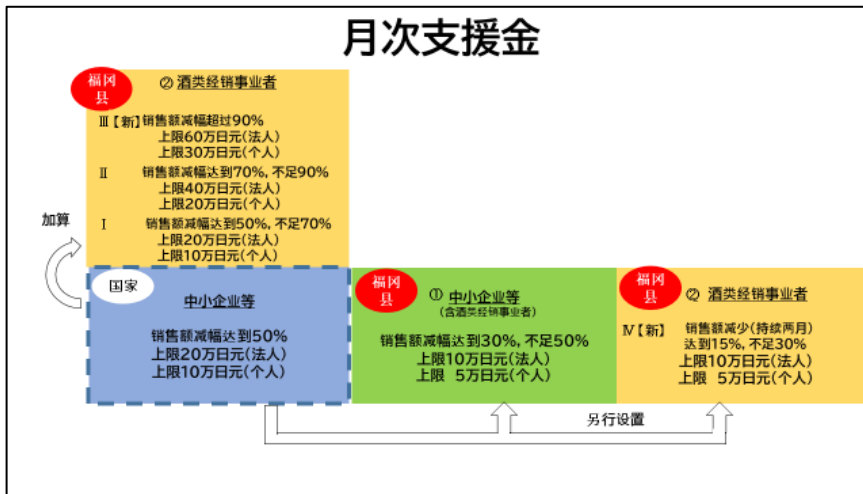 月次支援金
福冈
县
② 酒类经销事业者
Ⅲ【新】销售额减幅超过90%
上限60万日元(法人)
上限30万日元(个人)
Ⅱ 销售额减幅达到70%, 不足90%
上限40万日元(法人)
上限20万日元(个人)
Ⅰ 销售额减幅达到50%, 不足70%
上限20万日元(法人)
上限10万日元(个人)
加算
国家
中小企业等
销售额减幅达到50%
上限20万日元(法人)
上限10万日元(个人)
福冈
县
① 中小企业等
(含酒类经销事业者)
销售额减幅达到30%, 不足50%
上限10万日元(法人)
上限 5万日元(个人)
福冈
县
② 酒类经销事业者
Ⅳ【新】 销售额减少(持续两月)
达到15%, 不足30%
上限10万日元(法人)
上限 5万日元(个人)
另行设置